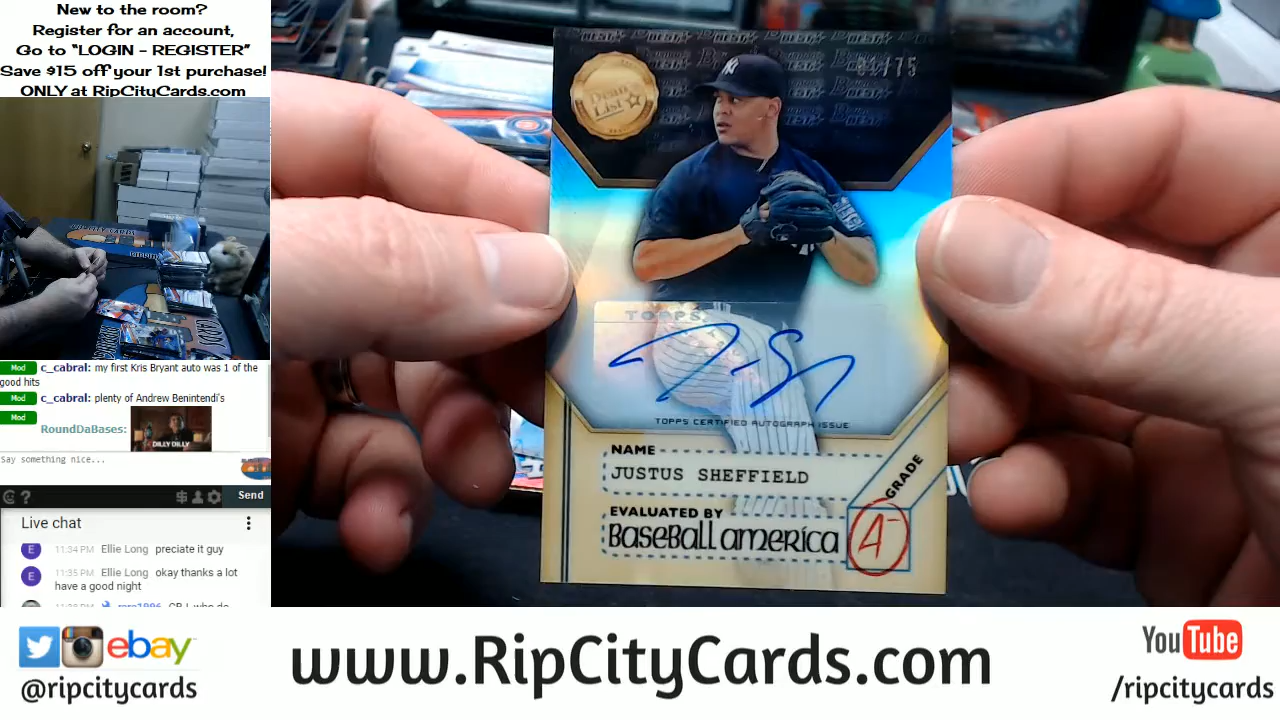 New to the room?
Register for an account,
Go to “LOGIN - REGISTER”
Save $15 off your 1st purchase!
ONLY at RipCityCards.com
Mod c_cabral: my first Kris Bryant auto was 1 of the
good hits
Mod c_cabral: plenty of Andrew Benintendi's
Mod RoundDaBases:
DILLY DILLY
Say something nice...
Send
Live chat
E 11:34 PM Ellie Long preciate it guy
E 11:35 PM Ellie Long okay thanks a lot
have a good night
Dean's
List
/75
TOPPS
TOPPS CERTIFIED AUTOGRAPH ISSUE
NAME
JUSTUS SHEFFIELD
GRADE
EVALUATED BY
BaseBall america
A-
ebay
@ripcitycards
www.RipCityCards.com
YouTube
/ripcitycards